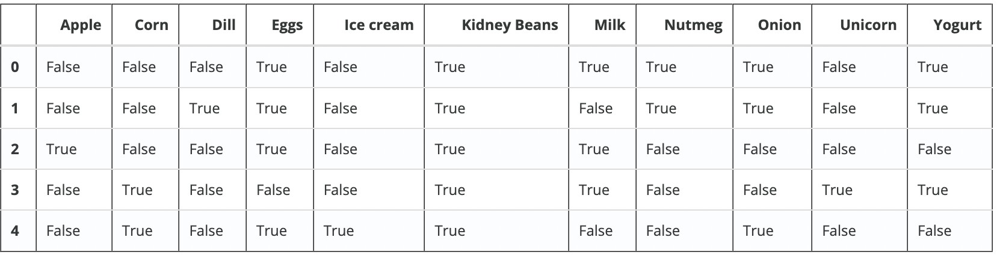 Apple Corn Dill Eggs Ice cream Kidney Beans Milk Nutmeg Onion Unicorn Yogurt
0 False False False True False True True True True False True
1 False False True True False True False True True False True
2 True False False True False True True False False False False
3 False True False False False True True False False True True
4 False True False True True True False False True False False